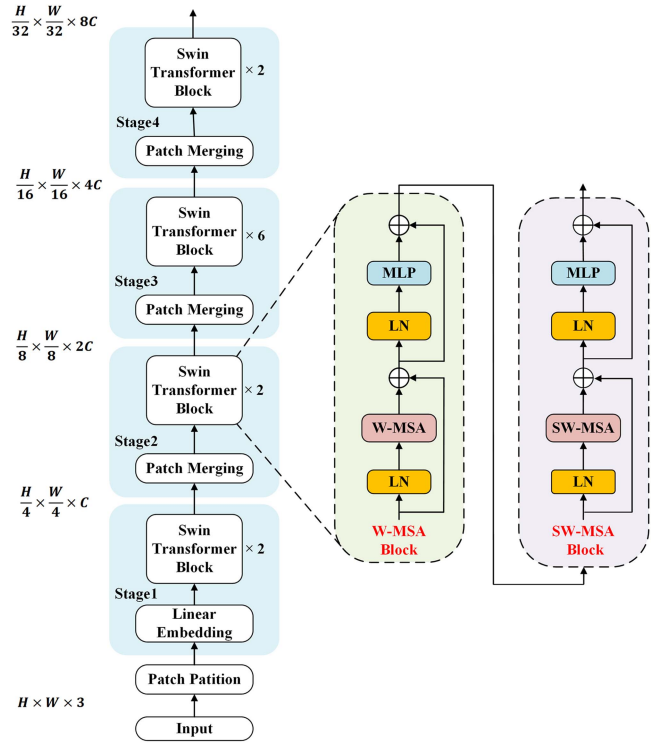 H/32 × W/32 × 8C
Swin
Transformer
Block
× 2
Stage4
Patch Merging
H/16 × W/16 × 4C
Swin
Transformer
Block
× 6
Stage3
Patch Merging
H/8 × W/8 × 2C
Swin
Transformer
Block
× 2
Stage2
Patch Merging
H/4 × W/4 × C
Swin
Transformer
Block
× 2
Stage1
Linear
Embedding
Patch Patition
H × W × 3
Input
MLP
LN
W-MSA
LN
W-MSA
Block
MLP
LN
SW-MSA
LN
SW-MSA
Block